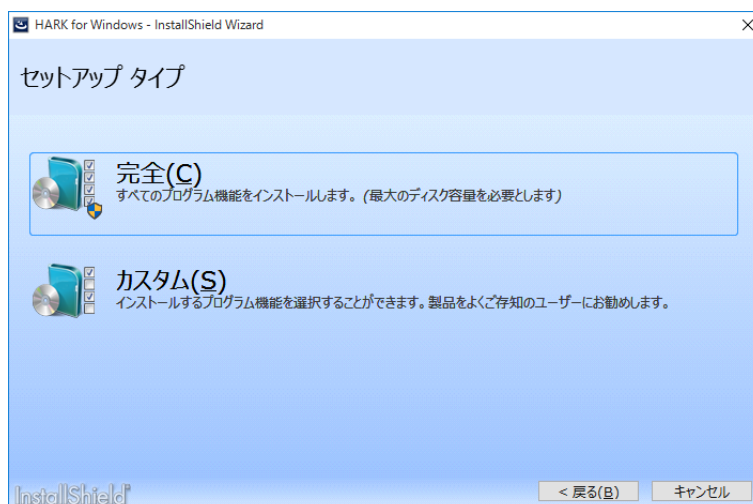 HARK for Windows - InstallShield Wizard
セットアップ タイプ
完全(C)
すべてのプログラム機能をインストールします。(最大のディスク容量を必要とします)
カスタム(S)
インストールするプログラム機能を選択することができます。製品をよくご存知のユーザーにお勧めします。
InstallShield
< 戻る(B)
キャンセル